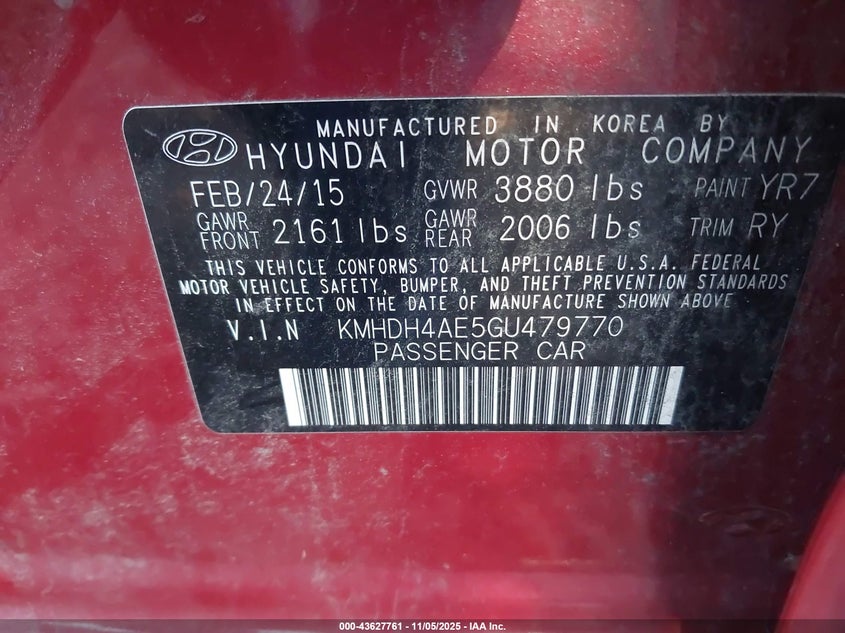 MANUFACTURED IN KOREA BY
HYUNDAI MOTOR COMPANY
FEB/24/15 GVWR 3880 lbs PAINT YR7
GAWR FRONT 2161 lbs GAWR REAR 2006 lbs TRIM RY
THIS VEHICLE CONFORMS TO ALL APPLICABLE U.S.A. FEDERAL
MOTOR VEHICLE SAFETY, BUMPER, AND THEFT PREVENTION STANDARDS
IN EFFECT ON THE DATE OF MANUFACTURE SHOWN ABOVE
V.I.N KMHDH4AE5GU479770
PASSENGER CAR
000-43627761 - 11/05/2025 - IAA Inc.